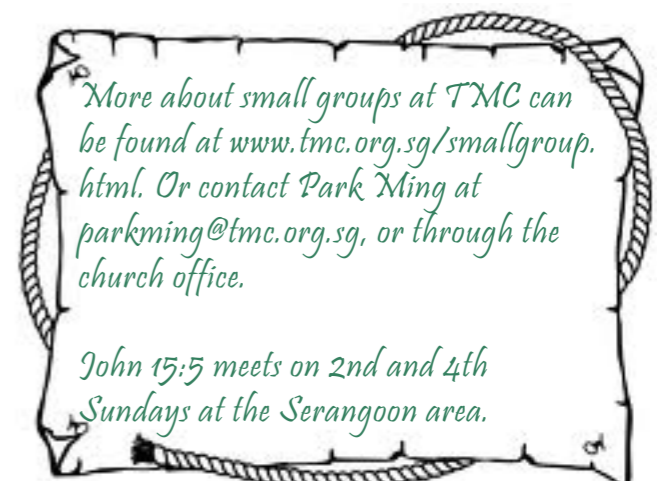 More about small groups at TMC can
be found at www.tmc.org.sg/smallgroup.
html. Or contact Park Ming at
parkming@tmc.org.sg, or through the
church office.
John 15:5 meets on 2nd and 4th
Sundays at the Serangoon area.